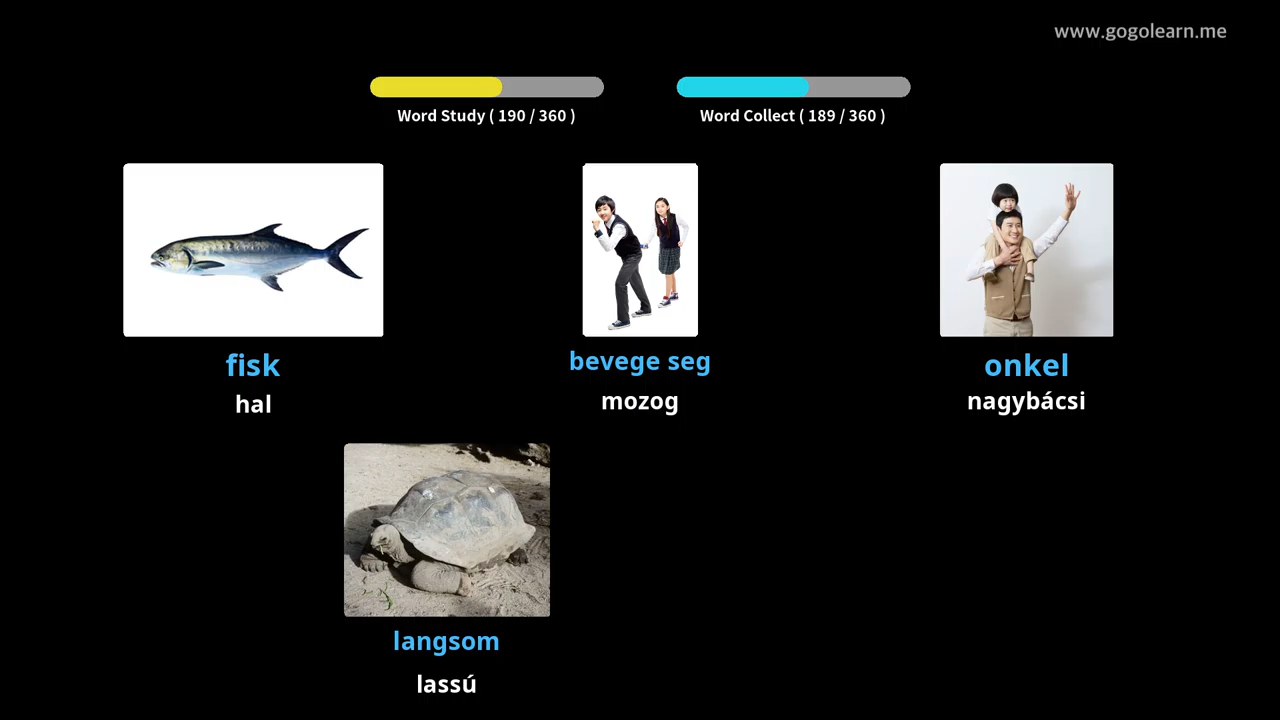 www.gogolearn.me
Word Study ( 190 / 360 )
Word Collect ( 189 / 360 )
fisk
hal
bevege seg
mozog
onkel
nagybácsi
langsom
lassú